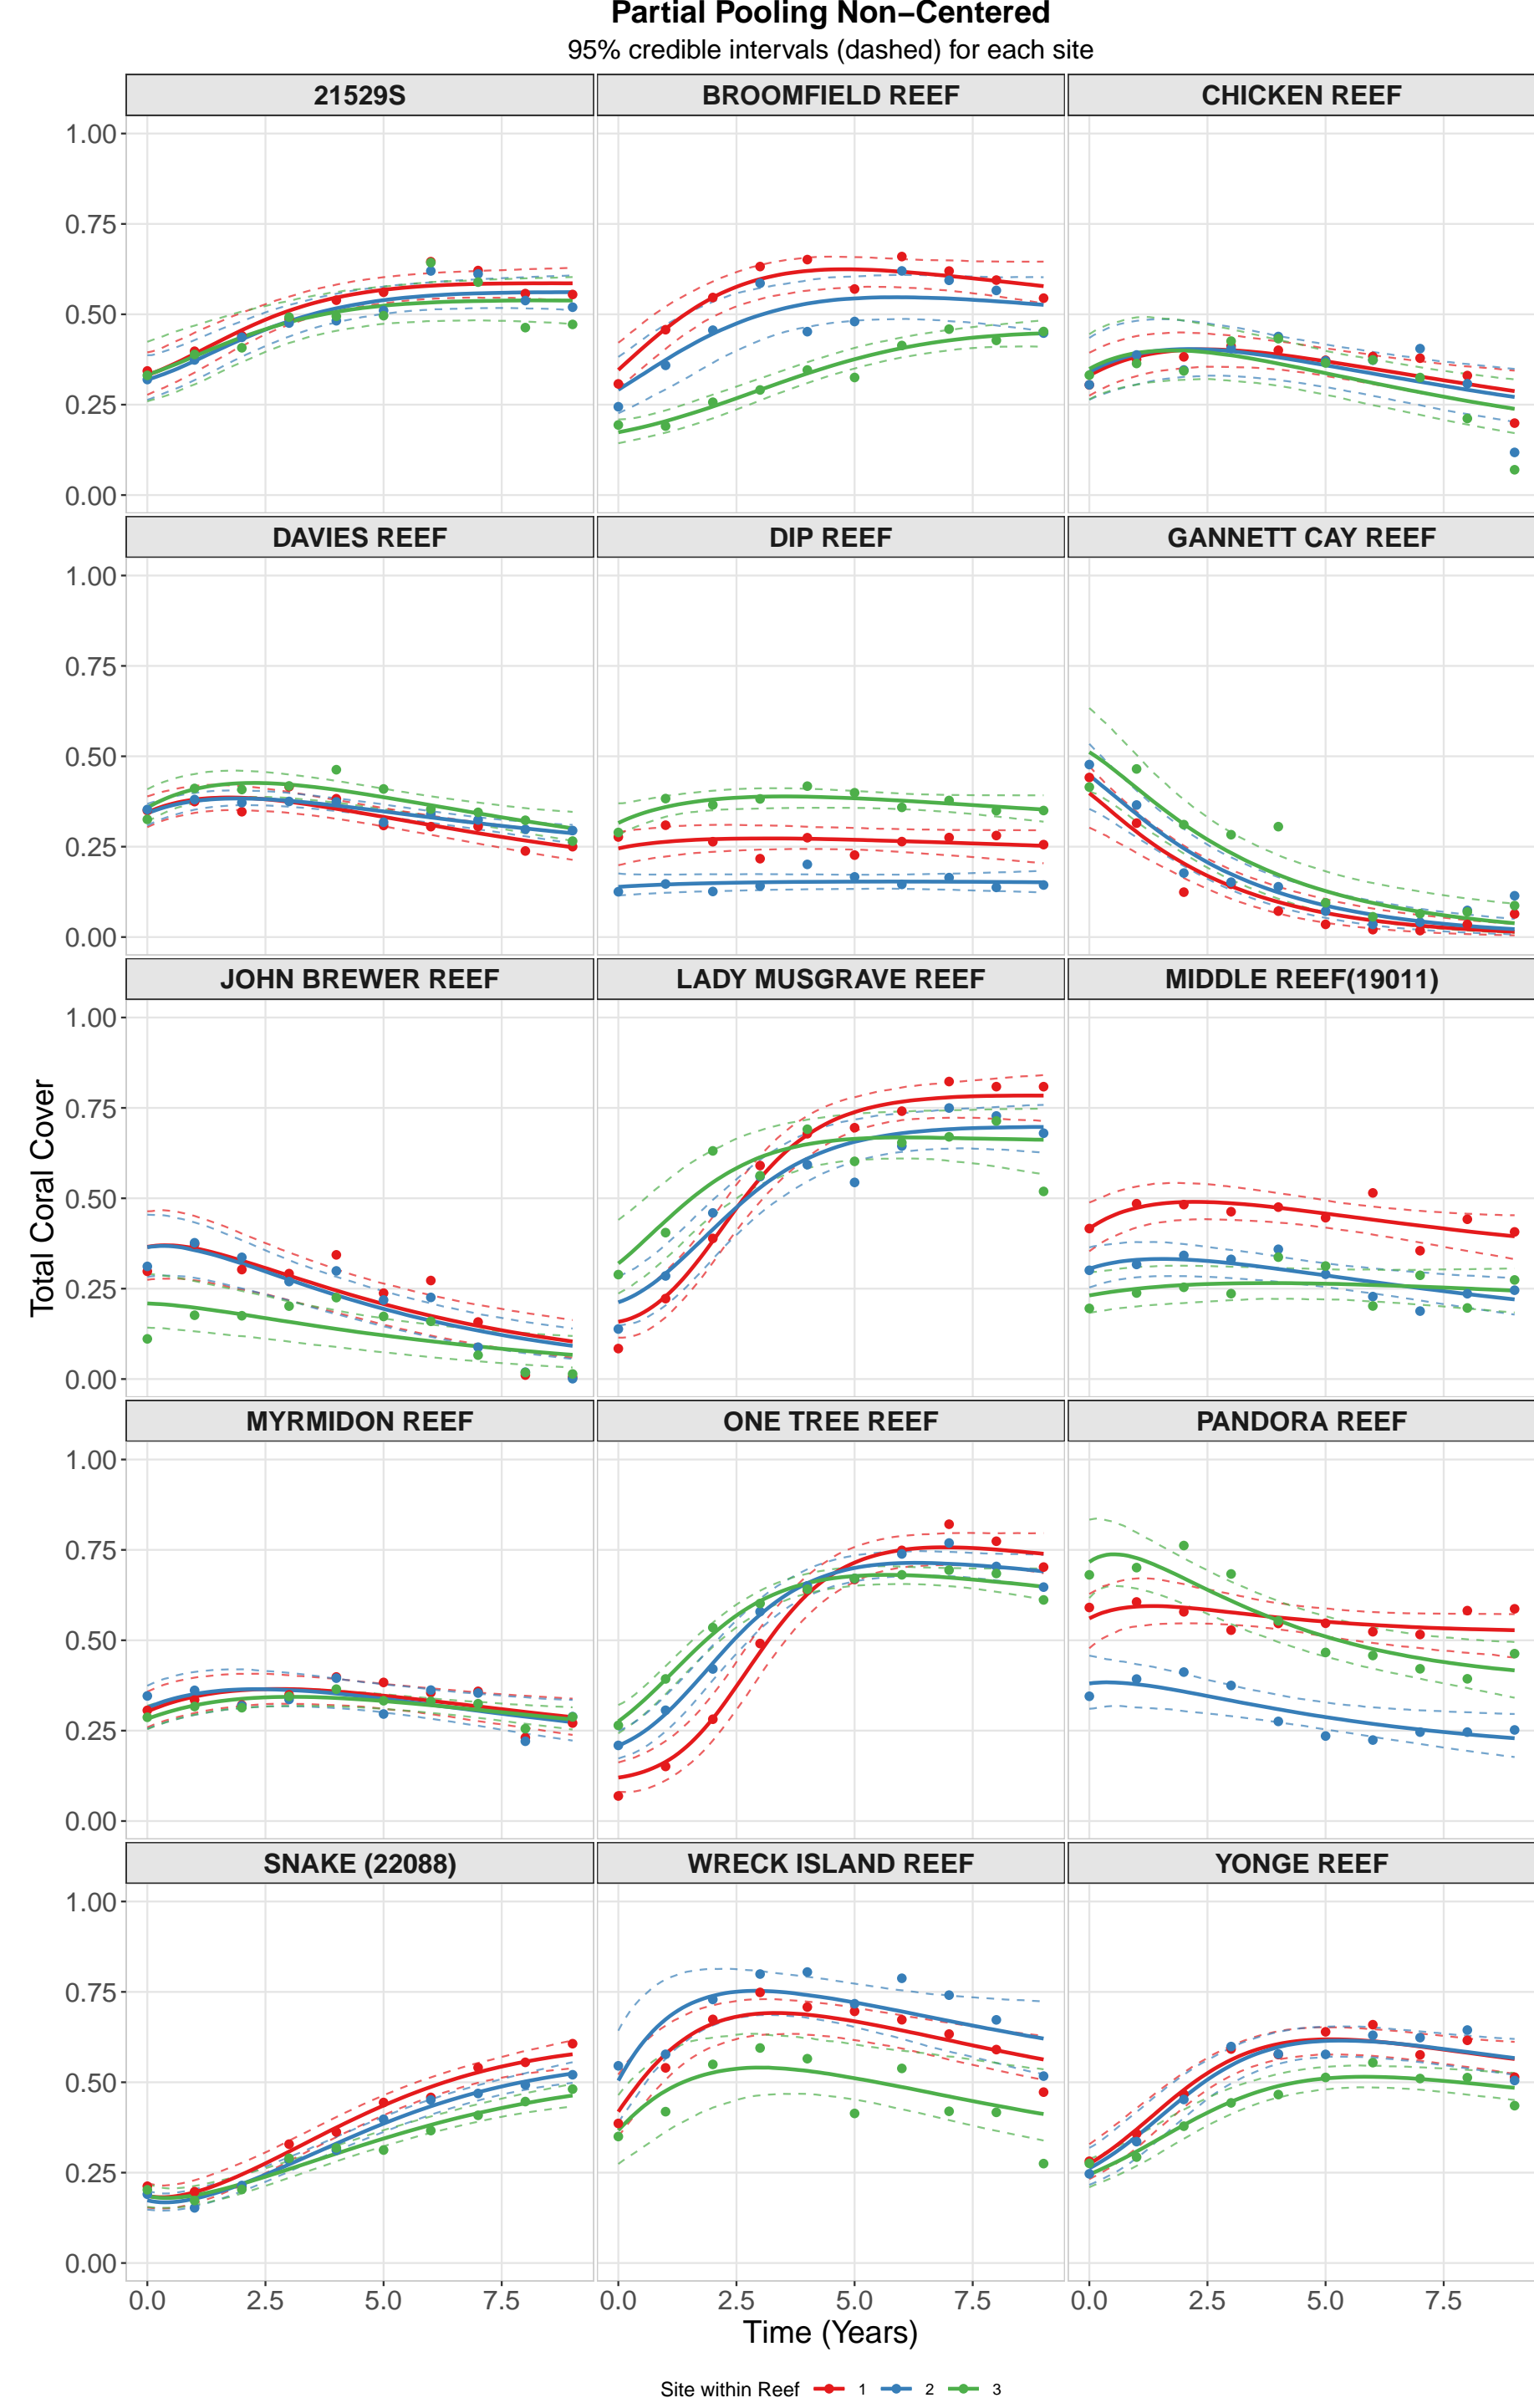 Partial Pooling Non−Centered
95% credible intervals (dashed) for each site
21529S BROOMFIELD REEF CHICKEN REEF
1.00
0.75
0.50
0.25
0.00
DAVIES REEF DIP REEF GANNETT CAY REEF
1.00
0.75
0.50
0.25
0.00
JOHN BREWER REEF LADY MUSGRAVE REEF MIDDLE REEF(19011)
1.00
0.75
0.50
0.25
0.00
Total Coral Cover
MYRMIDON REEF ONE TREE REEF PANDORA REEF
1.00
0.75
0.50
0.25
0.00
SNAKE (22088) WRECK ISLAND REEF YONGE REEF
1.00
0.75
0.50
0.25
0.00
0.0 2.5 5.0 7.5 0.0 2.5 5.0 7.5 0.0 2.5 5.0 7.5
Time (Years)
Site within Reef 1 2 3